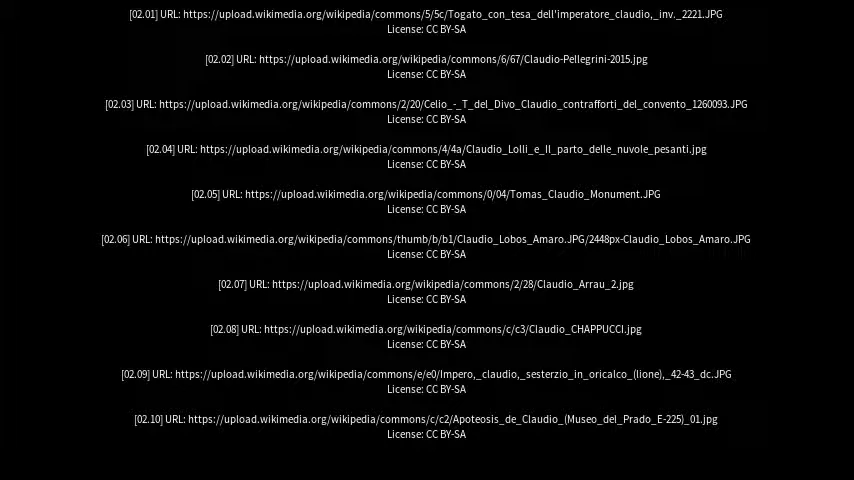 [02.01] URL: https://upload.wikimedia.org/wikipedia/commons/5/5c/Togato_con_tesa_dell'imperatore_claudio,_inv._2221.JPG
License: CC BY-SA
[02.02] URL: https://upload.wikimedia.org/wikipedia/commons/6/67/Claudio-Pellegrini-2015.jpg
License: CC BY-SA
[02.03] URL: https://upload.wikimedia.org/wikipedia/commons/2/20/Celio_-_T_del_Divo_Claudio_contrafforti_del_convento_1260093.JPG
License: CC BY-SA
[02.04] URL: https://upload.wikimedia.org/wikipedia/commons/4/4a/Claudio_Lolli_e_Il_parto_delle_nuvole_pesanti.jpg
License: CC BY-SA
[02.05] URL: https://upload.wikimedia.org/wikipedia/commons/0/04/Tomas_Claudio_Monument.JPG
License: CC BY-SA
[02.06] URL: https://upload.wikimedia.org/wikipedia/commons/thumb/b/b1/Claudio_Lobos_Amaro.JPG/2448px-Claudio_Lobos_Amaro.JPG
License: CC BY-SA
[02.07] URL: https://upload.wikimedia.org/wikipedia/commons/2/28/Claudio_Arrau_2.jpg
License: CC BY-SA
[02.08] URL: https://upload.wikimedia.org/wikipedia/commons/c/c3/Claudio_CHAPPUCCI.jpg
License: CC BY-SA
[02.09] URL: https://upload.wikimedia.org/wikipedia/commons/e/e0/Impero,_claudio,_sesterzio_in_oricalco_(lione),_42-43_dc.JPG
License: CC BY-SA
[02.10] URL: https://upload.wikimedia.org/wikipedia/commons/c/c2/Apoteosis_de_Claudio_(Museo_del_Prado_E-225)_01.jpg
License: CC BY-SA